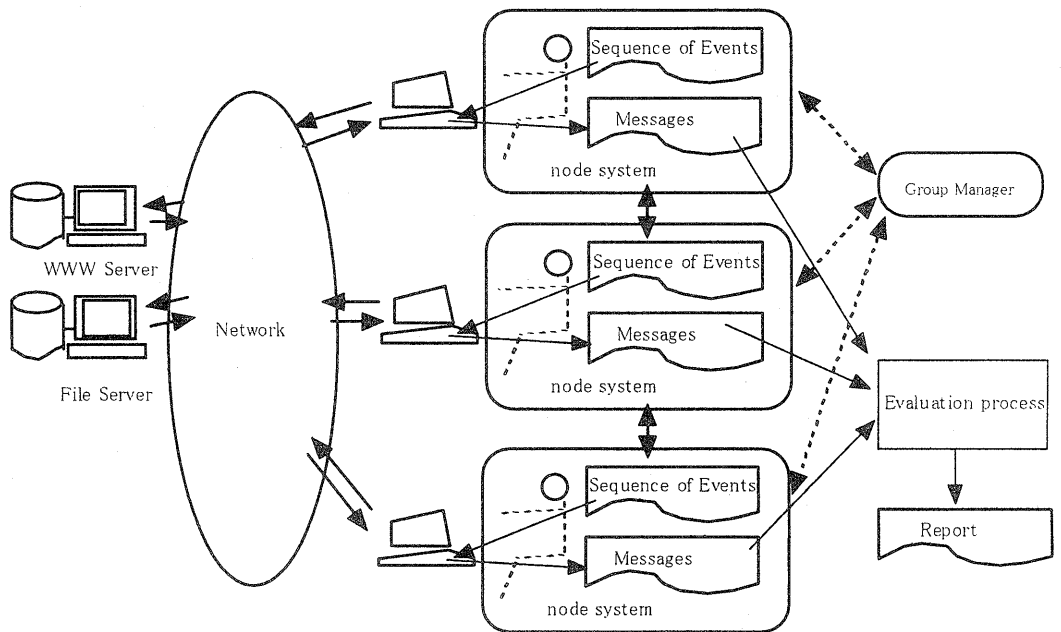 Sequence of Events
Messages
node system
Group Manager
WWW Server
Sequence of Events
Messages
node system
Network
File Server
Evaluation process
Sequence of Events
Messages
node system
Report